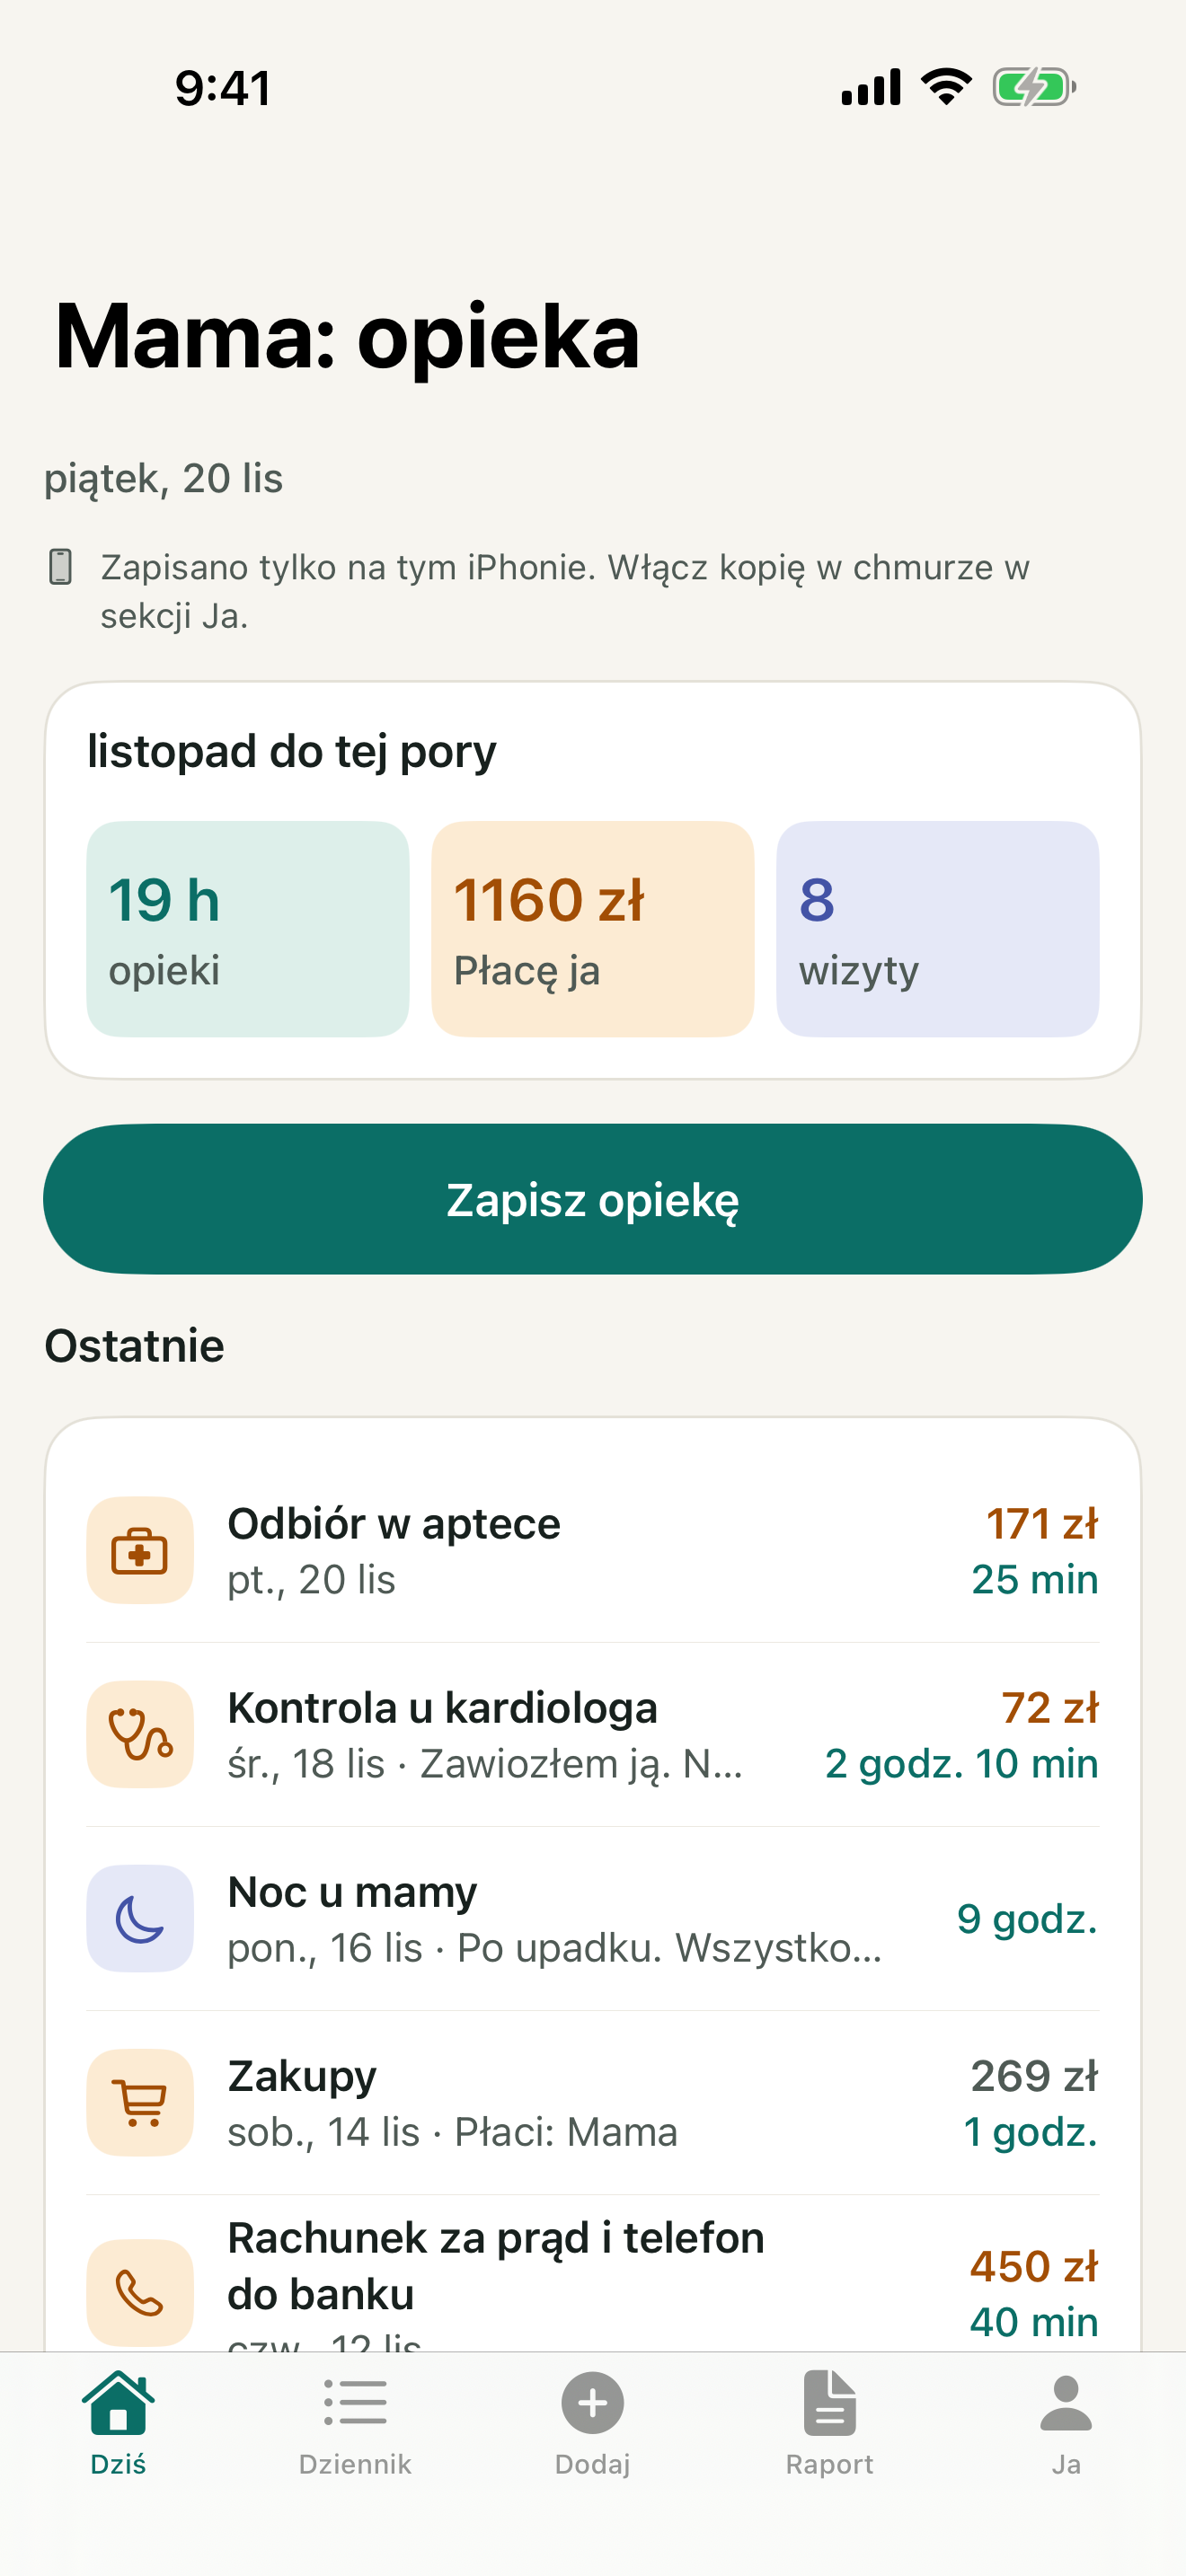 9:41
Mama: opieka
piątek, 20 lis
Zapisano tylko na tym iPhonie. Włącz kopię w chmurze w
sekcji Ja.
listopad do tej pory
19 h
opieki
1160 zł
Płacę ja
8
wizyty
Zapisz opiekę
Ostatnie
Odbiór w aptece
171 zł
pt., 20 lis
25 min
Kontrola u kardiologa
72 zł
śr., 18 lis · Zawiozłem ją. N...
2 godz. 10 min
Noc u mamy
9 godz.
pon., 16 lis · Po upadku. Wszystko...
Zakupy
269 zł
sob., 14 lis · Płaci: Mama
1 godz.
Rachunek za prąd i telefon
do banku
450 zł
40 min
czw., 12 lis
Dziś
Dziennik
Dodaj
Raport
Ja